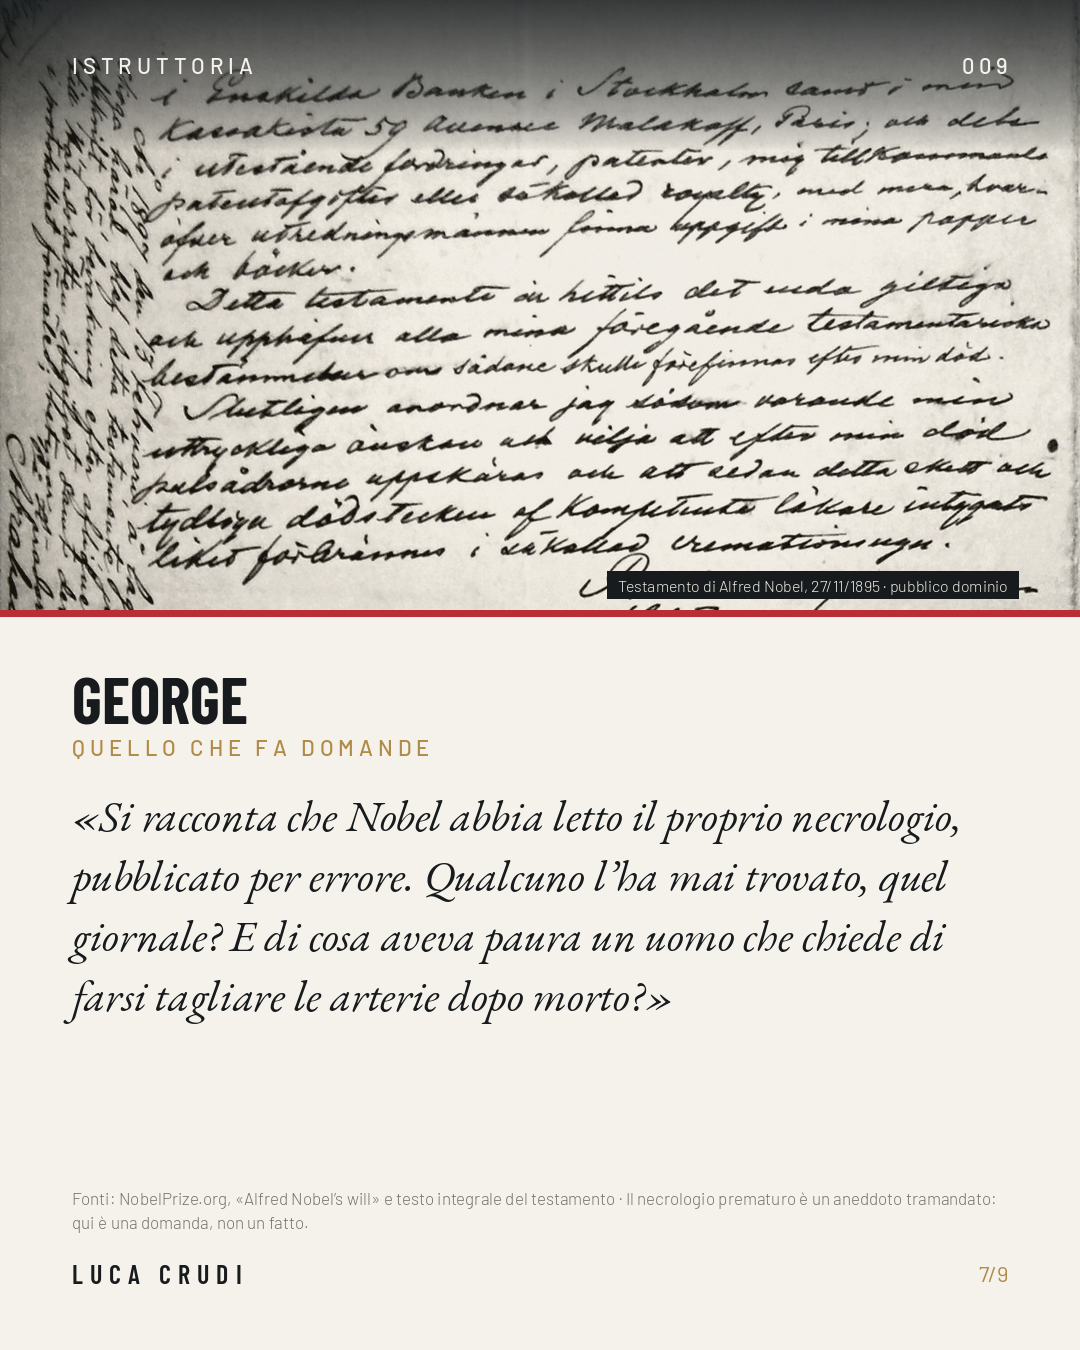 ISTRUTTORIA
009
i Enskilda Banken i Stockholm samt i min
Kassakista 59 Avenue Malakoff, Paris; och dels
i utestående fordringar, patenter, mig tillkommande
patentafgifter eller så kallad royalty, med mera, hvar-
öfver utredningsmännen finna uppgift i mina papper
och böcker.
Detta testamente är hittils det enda giltiga
och upphäfver alla mina föregående testamentariska
bestämmelser om sådane skulle förefinnas efter min död.
Slutligen anordnar jag såsom varande min
uttryckliga önskan och vilja att efter min död
pulsådrorna uppskäras och att sedan detta skett och
tydliga dödstecken af Kompetenta läkare intygats
liket förbrännes i så kallad cremationsugn.
Testamento di Alfred Nobel, 27/11/1895 · pubblico dominio
GEORGE
QUELLO CHE FA DOMANDE
«Si racconta che Nobel abbia letto il proprio necrologio,
pubblicato per errore. Qualcuno l’ha mai trovato, quel
giornale? E di cosa aveva paura un uomo che chiede di
farsi tagliare le arterie dopo morto?»
Fonti: NobelPrize.org, «Alfred Nobel’s will» e testo integrale del testamento · Il necrologio prematuro è un aneddoto tramandato:
qui è una domanda, non un fatto.
LUCA CRUDI
7/9